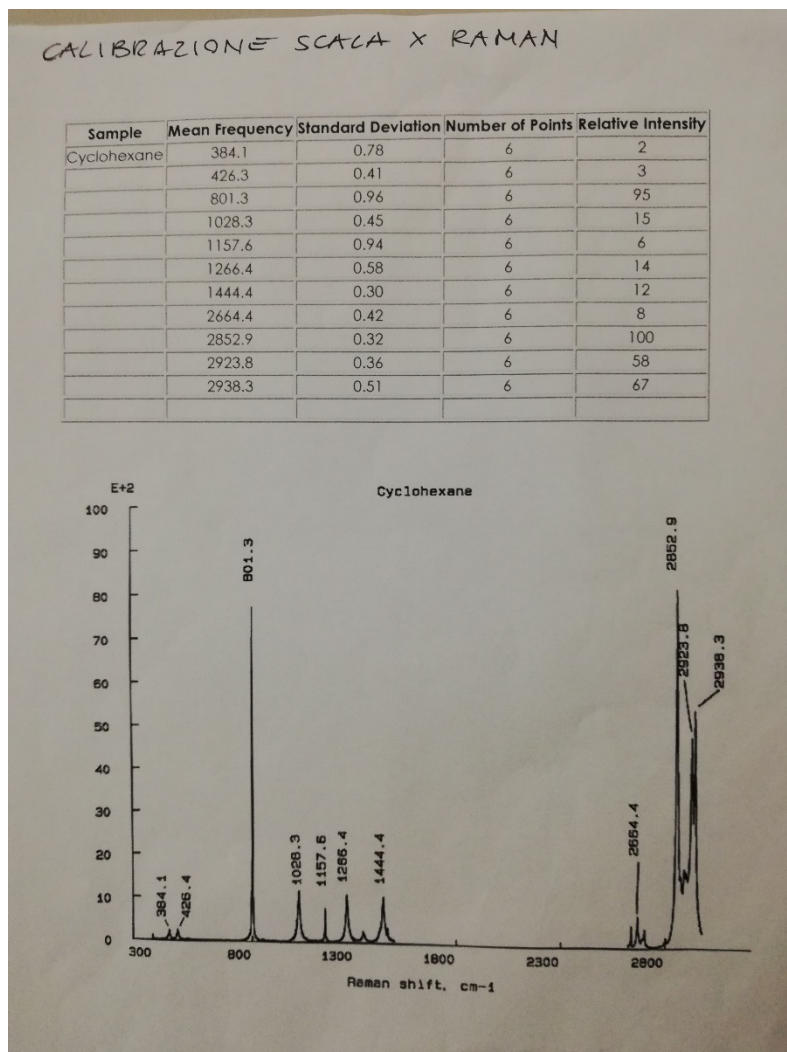 CALIBRAZIONE SCALA X RAMAN
Sample Mean Frequency Standard Deviation Number of Points Relative Intensity
Cyclohexane 384.1 0.78 6 2
426.3 0.41 6 3
801.3 0.96 6 95
1028.3 0.45 6 15
1157.6 0.94 6 6
1266.4 0.58 6 14
1444.4 0.30 6 12
2664.4 0.42 6 8
2852.9 0.32 6 100
2923.8 0.36 6 58
2938.3 0.51 6 67
E+2
Cyclohexane
100
90
80
70
60
50
40
30
20
10
0
384.1
426.4
801.3
1028.3
1157.6
1266.4
1444.4
2664.4
2852.9
2923.8
2938.3
300 800 1300 1800 2300 2800
Raman shift, cm-1